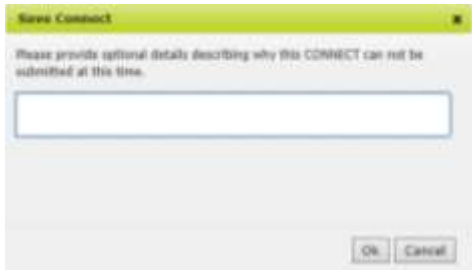 Save Connect
Please provide optional details describing why this CONNECT can not be
submitted at this time.
Ok Cancel